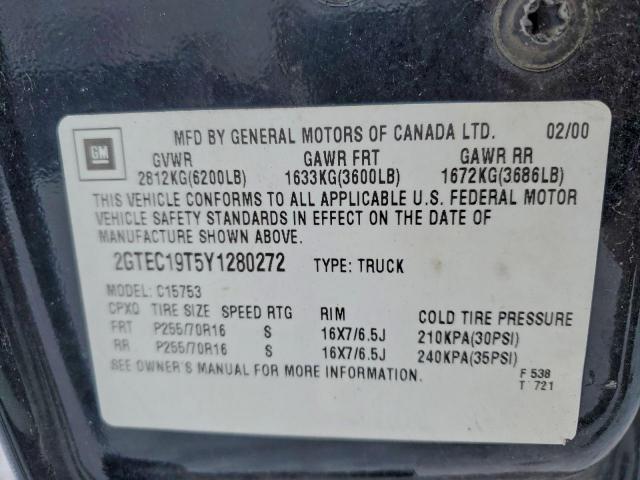 MFD BY GENERAL MOTORS OF CANADA LTD. 02/00
GM
GVWR GAWR FRT GAWR RR
2812KG(6200LB) 1633KG(3600LB) 1672KG(3686LB)
THIS VEHICLE CONFORMS TO ALL APPLICABLE U.S. FEDERAL MOTOR
VEHICLE SAFETY STANDARDS IN EFFECT ON THE DATE OF
MANUFACTURE SHOWN ABOVE.
2GTEC19T5Y1280272 TYPE: TRUCK
MODEL: C15753
CPXQ TIRE SIZE SPEED RTG RIM COLD TIRE PRESSURE
FRT P255/70R16 S 16X7/6.5J 210KPA(30PSI)
RR P255/70R16 S 16X7/6.5J 240KPA(35PSI)
SEE OWNER'S MANUAL FOR MORE INFORMATION.
F 538
T 721